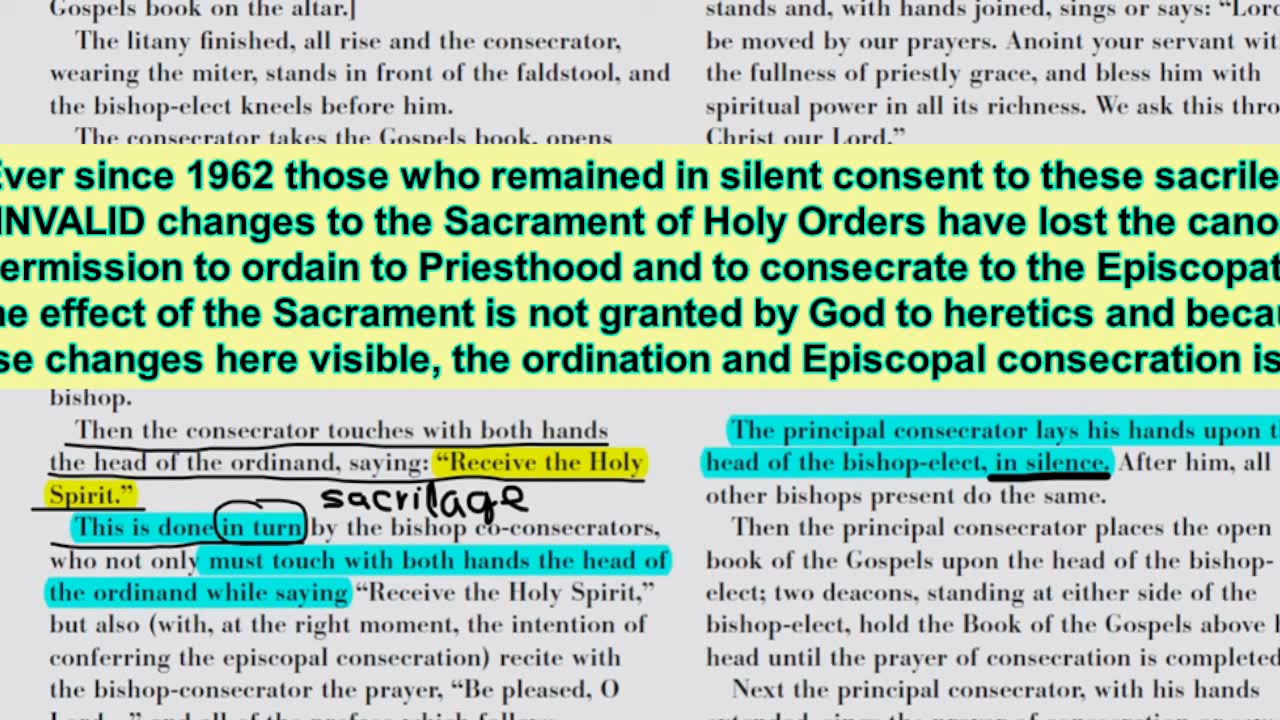 Gospels book on the altar.]
The litany finished, all rise and the consecrator,
wearing the miter, stands in front of the faldstool, and
the bishop-elect kneels before him.
The consecrator takes the Gospels book, opens
stands and, with hands joined, sings or says: “Lord
be moved by our prayers. Anoint your servant wit
the fullness of priestly grace, and bless him with
spiritual power in all its richness. We ask this thro
Christ our Lord.”
Ever since 1962 those who remained in silent consent to these sacrile
INVALID changes to the Sacrament of Holy Orders have lost the cano
ermission to ordain to Priesthood and to consecrate to the Episcopat
he effect of the Sacrament is not granted by God to heretics and beca
se changes here visible, the ordination and Episcopal consecration is
bishop.
Then the consecrator touches with both hands
the head of the ordinand, saying: “Receive the Holy
Spirit.”
sacrilage
This is done in turn by the bishop co-consecrators,
who not only must touch with both hands the head of
the ordinand while saying “Receive the Holy Spirit,”
but also (with, at the right moment, the intention of
conferring the episcopal consecration) recite with
the bishop-consecrator the prayer, “Be pleased, O
The principal consecrator lays his hands upon t
head of the bishop-elect, in silence. After him, all
other bishops present do the same.
Then the principal consecrator places the open
book of the Gospels upon the head of the bishop-
elect; two deacons, standing at either side of the
bishop-elect, hold the Book of the Gospels above
head until the prayer of consecration is completed
Next the principal consecrator, with his hands